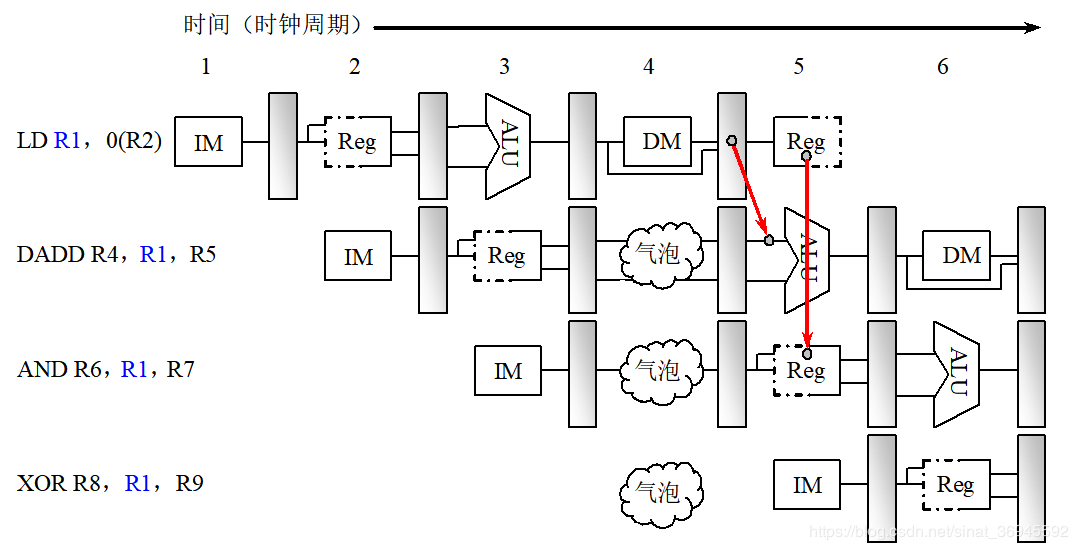 时间（时钟周期）
1 2 3 4 5 6
LD R1，0(R2) IM Reg ALU DM Reg
DADD R4，R1，R5 IM Reg 气泡 ALU DM
AND R6，R1，R7 IM 气泡 Reg ALU
XOR R8，R1，R9 气泡 IM Reg
https://blog.csdn.net/sinat_36945592